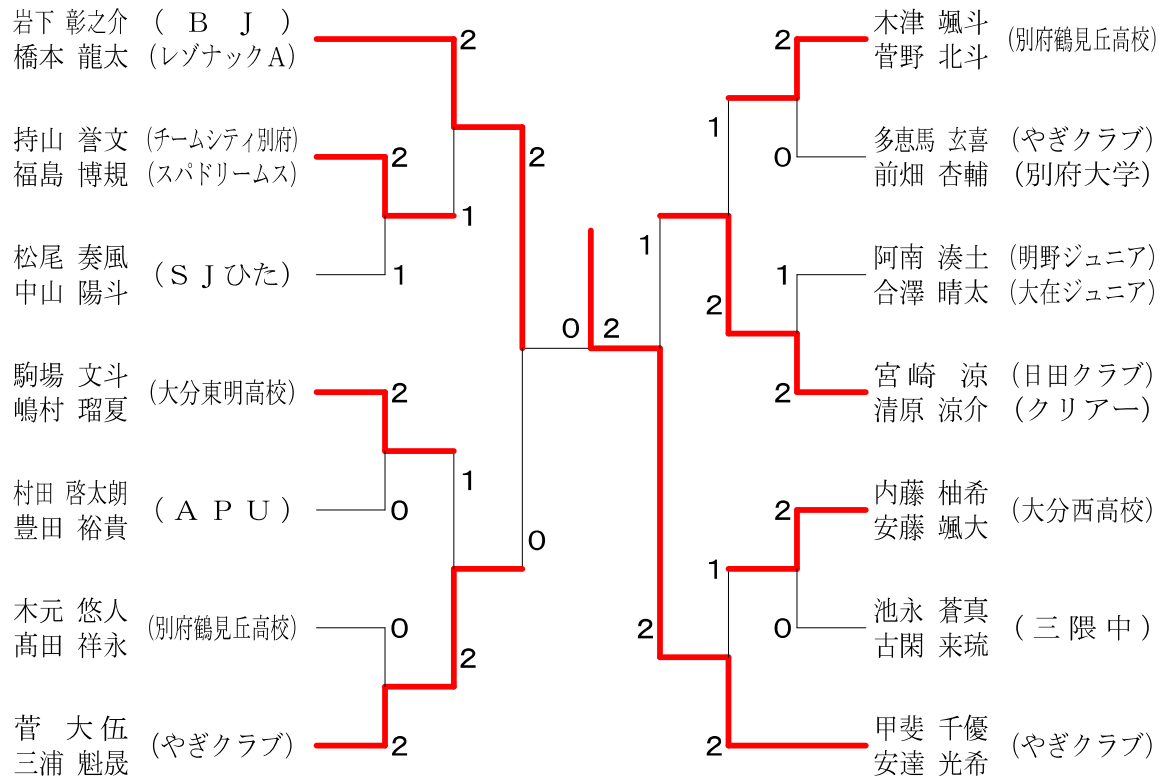 岩下 彰之介 (ＢＪ)
橋本 龍太 (レゾナックA)
2
持山 誉文 (チームシティ別府)
福島 博規 (スパドリームス)
2
2
1
松尾 奏風
中山 陽斗
(ＳＪひた)
1
駒場 文斗
嶋村 瑠夏
(大分東明高校)
2
1
村田 啓太朗
豊田 裕貴
(ＡＰＵ)
0
0
木元 悠人
髙田 祥永
(別府鶴見丘高校)
0
2
菅 大伍
三浦 魁晟
(やぎクラブ)
2
0
2
木津 颯斗
菅野 北斗
(別府鶴見丘高校)
2
1
多恵馬 玄喜 (やぎクラブ)
前畑 杏輔 (別府大学)
0
1
阿南 湊土 (明野ジュニア)
合澤 晴太 (大在ジュニア)
1
2
宮崎 涼 (日田クラブ)
清原 涼介 (クリアー)
2
内藤 柚希
安藤 颯大
(大分西高校)
2
1
池永 蒼真
古閑 来琉
(三隈中)
0
2
甲斐 千優
安達 光希
(やぎクラブ)
2